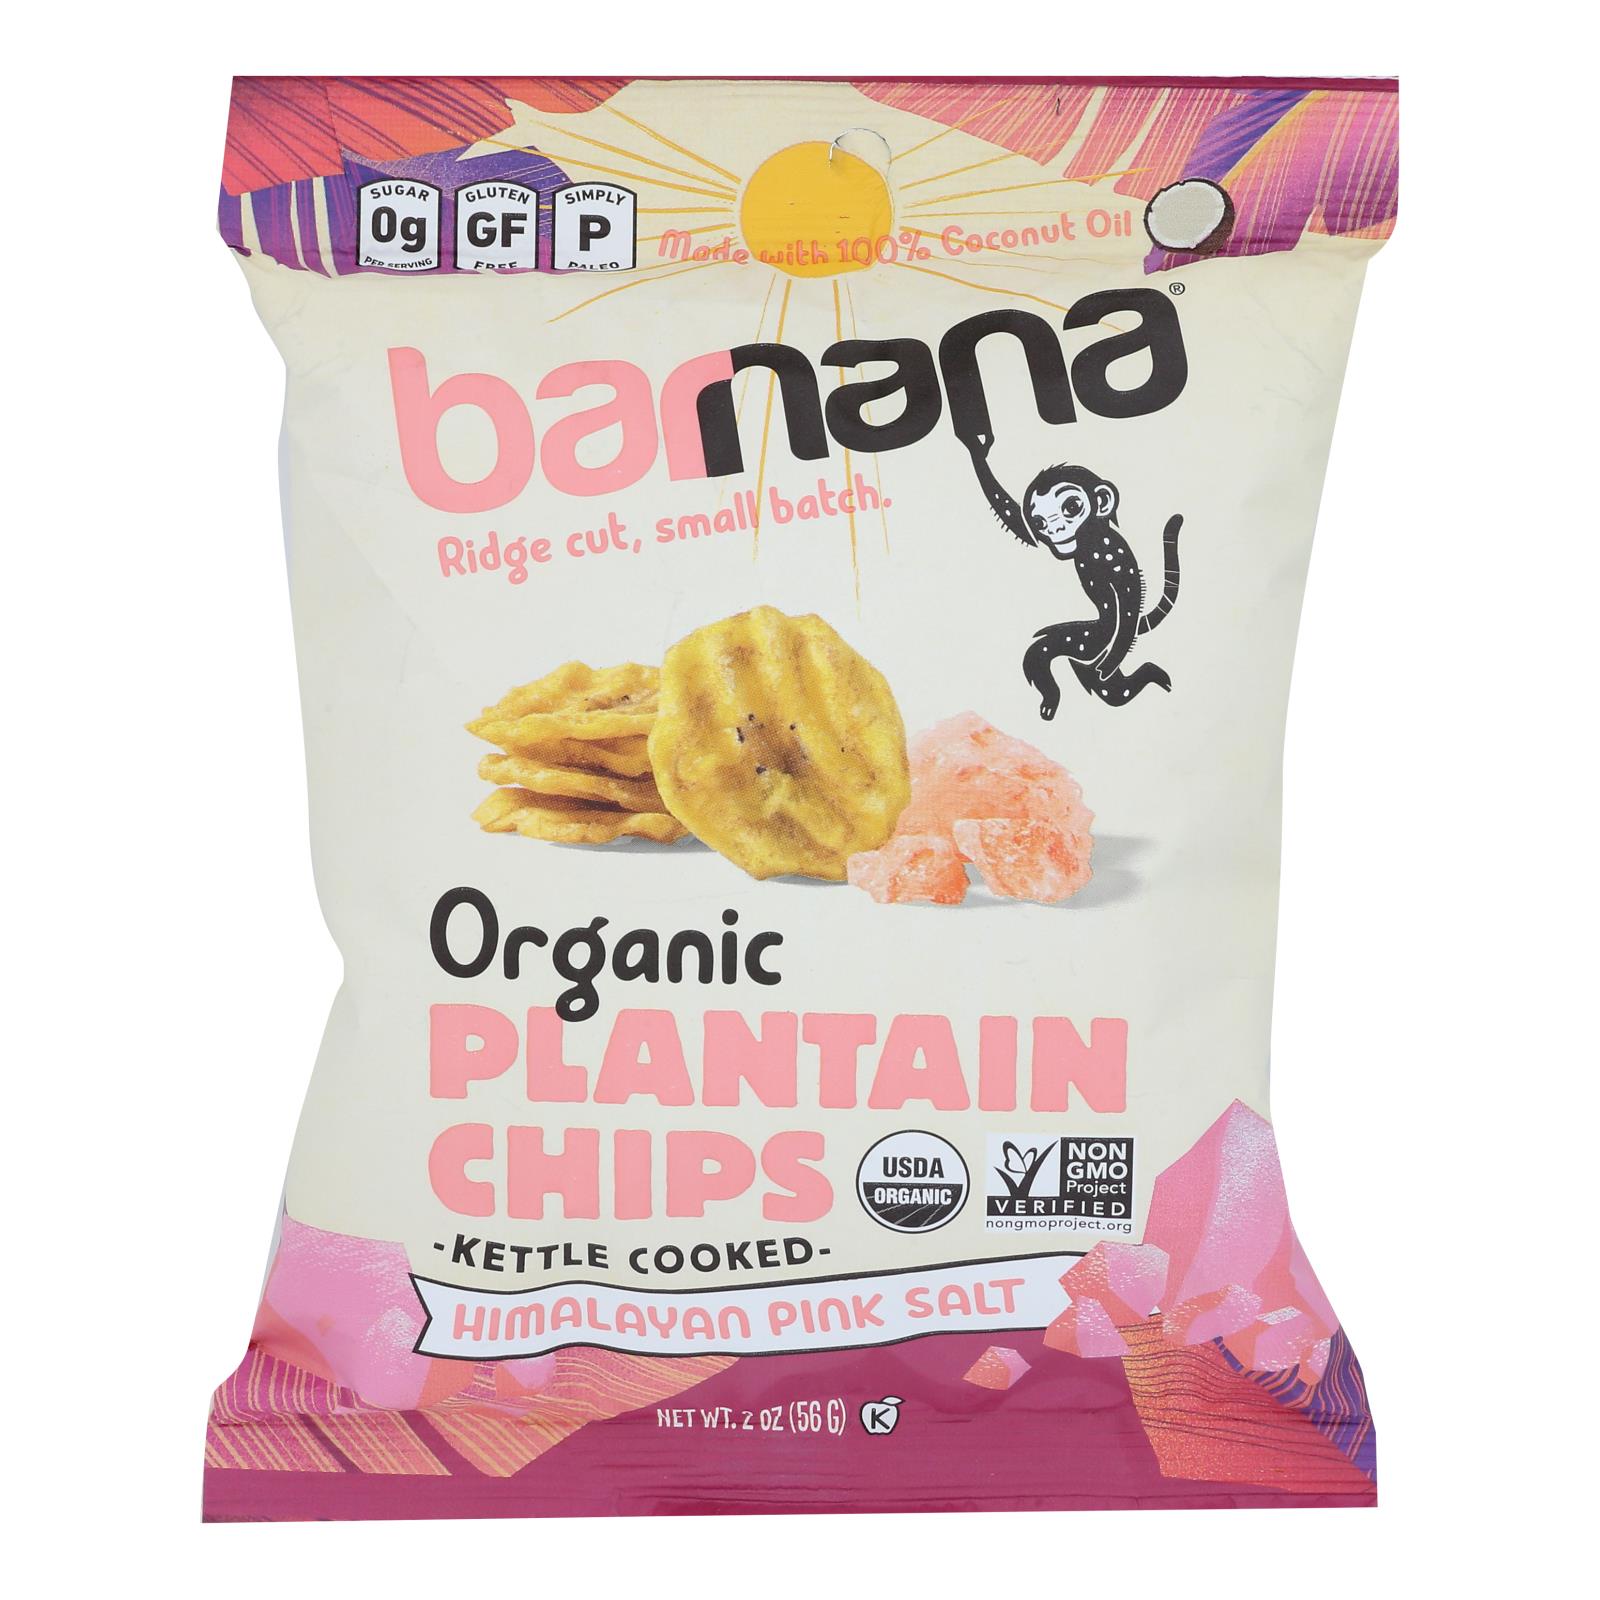 SUGAR
0g
PER SERVING
GLUTEN
GF
FREE
SIMPLY
P
PALEO
Made with 100% Coconut Oil
barnana®
Ridge cut, small batch.
Organic
PLANTAIN
CHIPS
USDA
ORGANIC
NON
GMO
Project
VERIFIED
nongmoproject.org
-KETTLE COOKED-
HIMALAYAN PINK SALT
NET WT. 2 OZ (56 G) K